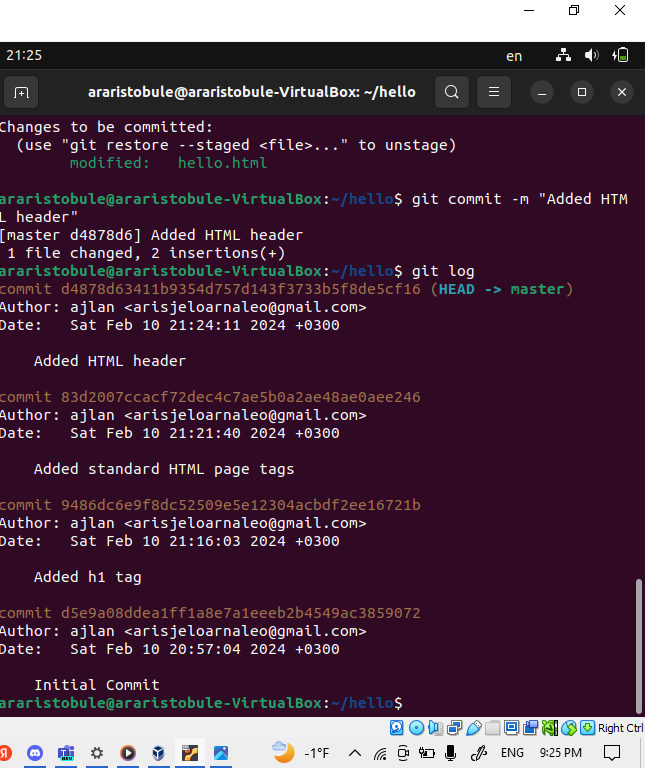 21:25
en
araristobule@araristobule-VirtualBox: ~/hello
Changes to be committed:
  (use "git restore --staged <file>..." to unstage)
        modified:   hello.html
araristobule@araristobule-VirtualBox:~/hello$ git commit -m "Added HTM
L header"
[master d4878d6] Added HTML header
 1 file changed, 2 insertions(+)
araristobule@araristobule-VirtualBox:~/hello$ git log
commit d4878d63411b9354d757d143f3733b5f8de5cf16 (HEAD -> master)
Author: ajlan <arisjeloarnaleo@gmail.com>
Date:   Sat Feb 10 21:24:11 2024 +0300
    Added HTML header
commit 83d2007ccacf72dec4c7ae5b0a2ae48ae0aee246
Author: ajlan <arisjeloarnaleo@gmail.com>
Date:   Sat Feb 10 21:21:40 2024 +0300
    Added standard HTML page tags
commit 9486dc6e9f8dc52509e5e12304acbdf2ee16721b
Author: ajlan <arisjeloarnaleo@gmail.com>
Date:   Sat Feb 10 21:16:03 2024 +0300
    Added h1 tag
commit d5e9a08ddea1ff1a8e7a1eeeb2b4549ac3859072
Author: ajlan <arisjeloarnaleo@gmail.com>
Date:   Sat Feb 10 20:57:04 2024 +0300
    Initial Commit
araristobule@araristobule-VirtualBox:~/hello$
Right Ctrl
-1°F
ENG
9:25 PM